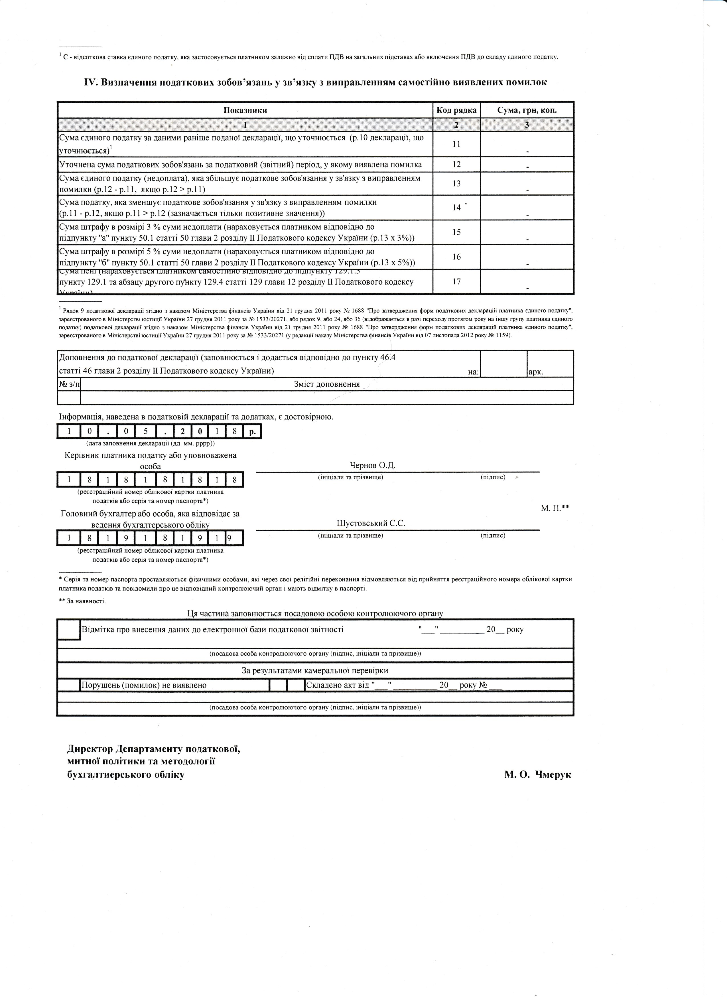 1 С - відсоткова ставка єдиного податку, яка застосовується платником залежно від сплати ПДВ на загальних підставах або включення ПДВ до складу єдиного податку.
IV. Визначення податкових зобов’язань у зв’язку з виправленням самостійно виявлених помилок
Показники Код рядка Сума, грн, коп.
1 2 3
Сума єдиного податку за даними раніше поданої декларації, що уточнюється (р.10 декларації, що
уточнюється)1 11 -
Уточнена сума податкових зобов'язань за податковий (звітний) період, у якому виявлена помилка 12 -
Сума єдиного податку (недоплата), яка збільшує податкове зобов'язання у зв'язку з виправленням
помилки (р.12 - р.11, якщо р.12 > р.11) 13 -
Сума податку, яка зменшує податкове зобов'язання у зв'язку з виправленням помилки
(р.11 - р.12, якщо р.11 > р.12 (зазначається тільки позитивне значення)) 14 -
Сума штрафу в розмірі 3 % суми недоплати (нараховується платником відповідно до
підпункту "а" пункту 50.1 статті 50 глави 2 розділу II Податкового кодексу України (р.13 х 3%)) 15 -
Сума штрафу в розмірі 5 % суми недоплати (нараховується платником відповідно до
підпункту "б" пункту 50.1 статті 50 глави 2 розділу II Податкового кодексу України (р.13 х 5%)) 16 -
Сума пені (нараховується платником самостійно відповідно до підпункту 129.1.3
пункту 129.1 та абзацу другого пункту 129.4 статті 129 глави 12 розділу II Податкового кодексу 17 -
України)
1 Рядок 9 податкової декларації згідно з наказом Міністерства фінансів України від 21 грудня 2011 року № 1688 "Про затвердження форм податкових декларацій платника єдиного податку",
зареєстрованого в Міністерстві юстиції України 27 грудня 2011 року за № 1533/20271, або рядок 9, або 24, або 36 (відображається в разі переходу протягом року на іншу групу платника єдиного
податку) податкової декларації згідно з наказом Міністерства фінансів України від 21 грудня 2011 року № 1688 "Про затвердження форм податкових декларацій платника єдиного податку",
зареєстрованого в Міністерстві юстиції України 27 грудня 2011 року за № 1533/20271 (у редакції наказу Міністерства фінансів України від 07 листопада 2012 року № 1159).
Доповнення до податкової декларації (заповнюється і додається відповідно до пункту 46.4
статті 46 глави 2 розділу II Податкового кодексу України) на: арк.
№ з/п Зміст доповнення
Інформація, наведена в податковій декларації та додатках, є достовірною.
1 0 . 0 5 . 2 0 1 8 р.
(дата заповнення декларації (дд. мм. рррр))
Керівник платника податку або уповноважена
особа Чернов О.Д.
1 8 1 8 1 8 1 8 1 8 (ініціали та прізвище) (підпис)
(реєстраційний номер облікової картки платника
податків або серія та номер паспорта*)
М. П.**
Головний бухгалтер або особа, яка відповідає за
ведення бухгалтерського обліку Шустовський С.С.
1 8 1 9 1 8 1 9 1 9 (ініціали та прізвище) (підпис)
(реєстраційний номер облікової картки платника
податків або серія та номер паспорта*)
* Серія та номер паспорта проставляються фізичними особами, які через свої релігійні переконання відмовляються від прийняття реєстраційного номера облікової картки
платника податків та повідомили про це відповідний контролюючий орган і мають відмітку в паспорті.
** За наявності.
Ця частина заповнюється посадовою особою контролюючого органу
Відмітка про внесення даних до електронної бази податкової звітності "___" __________ 20__ року
(посадова особа контролюючого органу (підпис, ініціали та прізвище))
За результатами камеральної перевірки
Порушень (помилок) не виявлено Складено акт від "___" __________ 20__ року № ___
(посадова особа контролюючого органу (підпис, ініціали та прізвище))
Директор Департаменту податкової,
митної політики та методології
бухгалтиерського обліку М. О. Чмерук